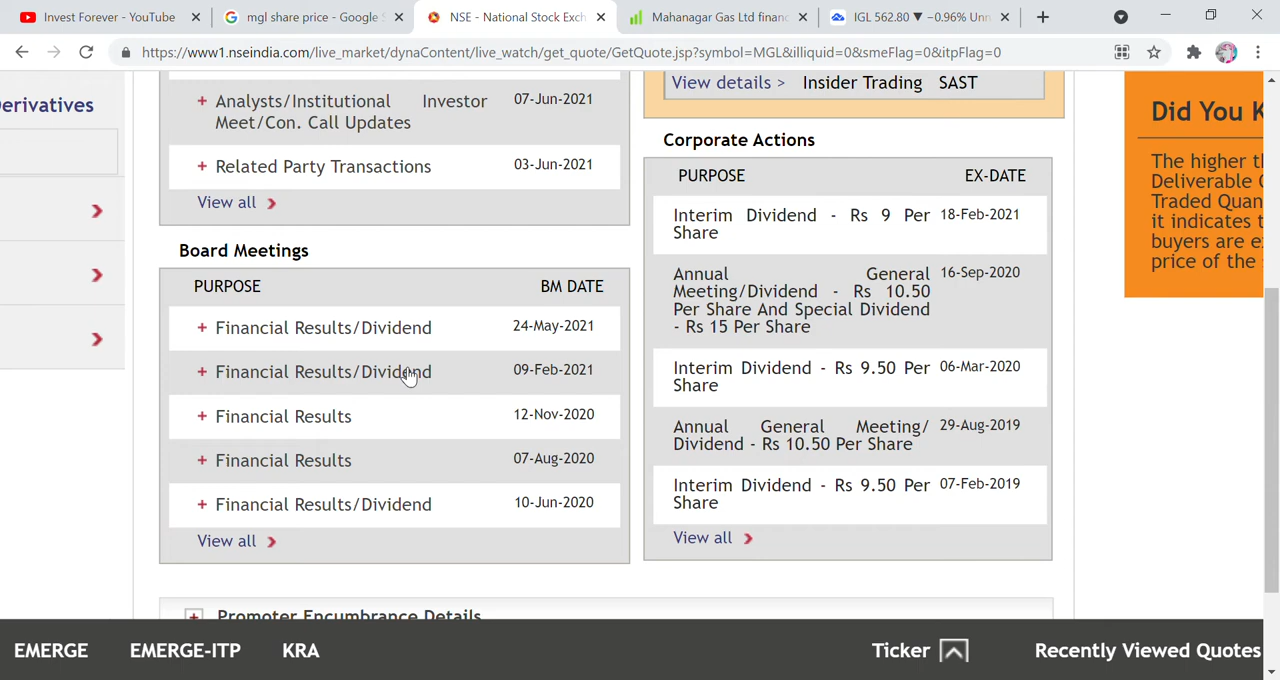 Invest Forever - YouTube
mgl share price - Google S
NSE - National Stock Exch
Mahanagar Gas Ltd financ
IGL 562.80 ▼ −0.96% Unn
https://www1.nseindia.com/live_market/dynaContent/live_watch/get_quote/GetQuote.jsp?symbol=MGL&illiquid=0&smeFlag=0&itpFlag=0
erivatives
+ Analysts/Institutional Investor 07-Jun-2021
Meet/Con. Call Updates
+ Related Party Transactions 03-Jun-2021
View all
Board Meetings
PURPOSE BM DATE
+ Financial Results/Dividend 24-May-2021
+ Financial Results/Dividend 09-Feb-2021
+ Financial Results 12-Nov-2020
+ Financial Results 07-Aug-2020
+ Financial Results/Dividend 10-Jun-2020
View all
View details > Insider Trading SAST
Corporate Actions
PURPOSE EX-DATE
Interim Dividend - Rs 9 Per 18-Feb-2021
Share
Annual General 16-Sep-2020
Meeting/Dividend - Rs 10.50
Per Share And Special Dividend
- Rs 15 Per Share
Interim Dividend - Rs 9.50 Per 06-Mar-2020
Share
Annual General Meeting/ 29-Aug-2019
Dividend - Rs 10.50 Per Share
Interim Dividend - Rs 9.50 Per 07-Feb-2019
Share
View all
Did You K
The higher th
Deliverable
Traded Quan
it indicates t
buyers are e
price of the
+ Promoter Encumbrance Details
EMERGE EMERGE-ITP KRA Ticker Recently Viewed Quotes